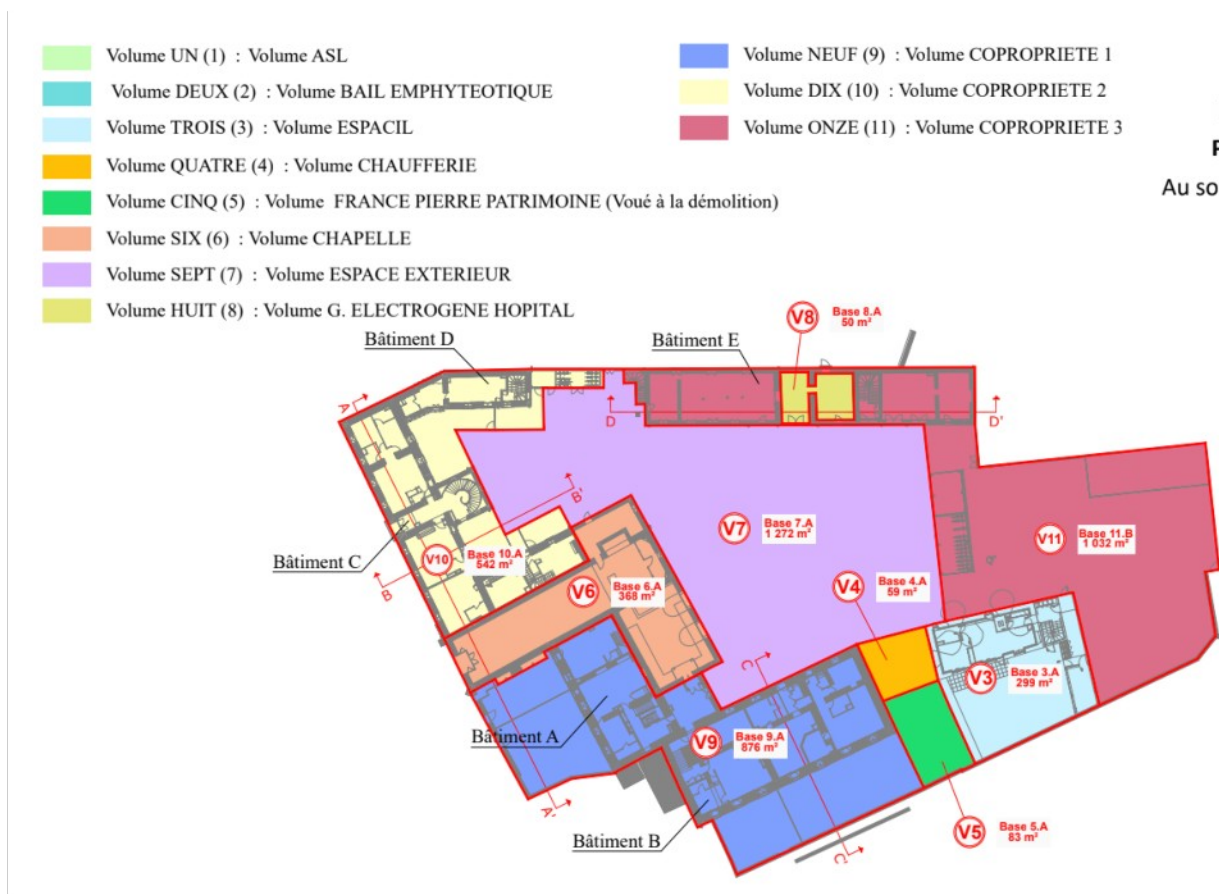 Volume UN (1) : Volume ASL
Volume DEUX (2) : Volume BAIL EMPHYTEOTIQUE
Volume TROIS (3) : Volume ESPACIL
Volume QUATRE (4) : Volume CHAUFFERIE
Volume CINQ (5) : Volume FRANCE PIERRE PATRIMOINE (Voué à la démolition)
Volume SIX (6) : Volume CHAPELLE
Volume SEPT (7) : Volume ESPACE EXTERIEUR
Volume HUIT (8) : Volume G. ELECTROGENE HOPITAL
Volume NEUF (9) : Volume COPROPRIETE 1
Volume DIX (10) : Volume COPROPRIETE 2
Volume ONZE (11) : Volume COPROPRIETE 3
P
Au so
V8
Base 8.A
50 m²
Bâtiment D
Bâtiment E
A
D
D'
B'
V7
Base 7.A
1 272 m²
V11
Base 11.B
1 032 m²
Bâtiment C
V10
Base 10.A
542 m²
B
V6
Base 6.A
368 m²
V4
Base 4.A
59 m²
C
V3
Base 3.A
299 m²
Bâtiment A
V9
Base 9.A
876 m²
A'
Bâtiment B
C'
V5
Base 5.A
83 m²